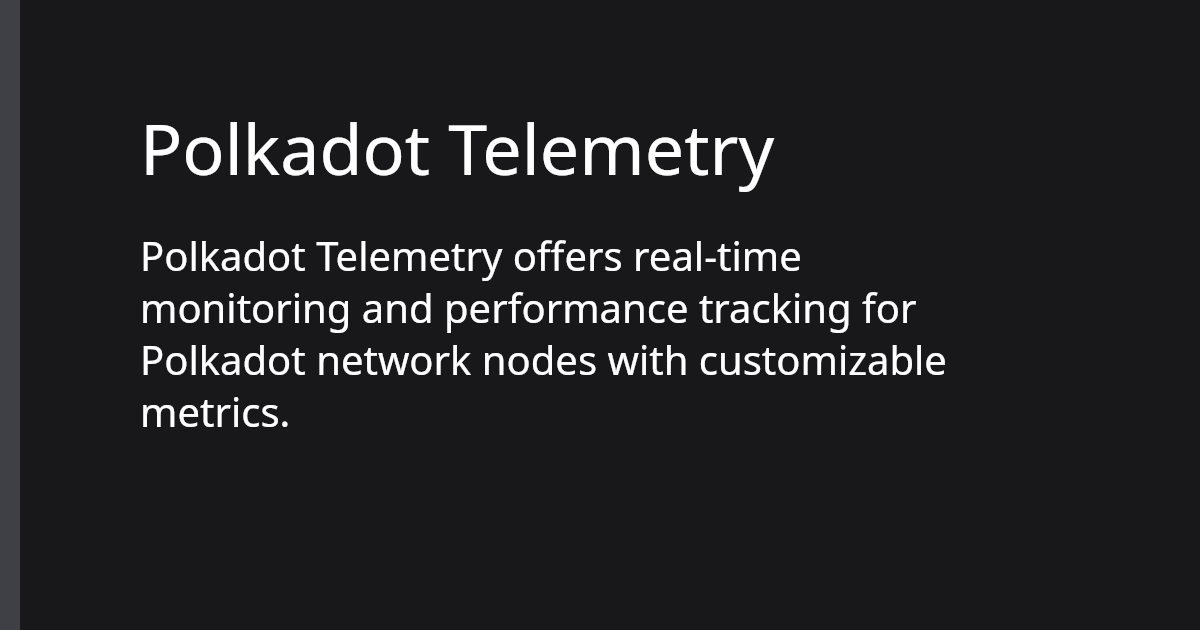 Polkadot Telemetry
Polkadot Telemetry offers real-time
monitoring and performance tracking for
Polkadot network nodes with customizable
metrics.